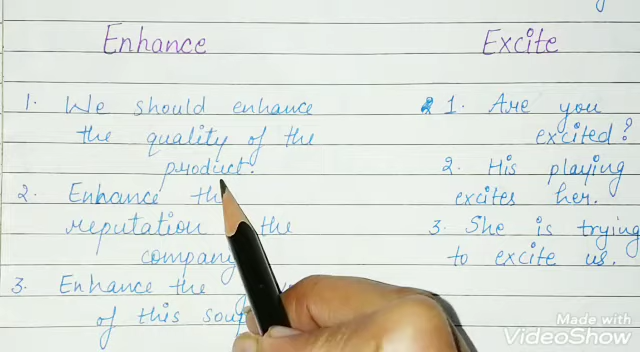 Enhance
1. We should enhance
the quality of the
product.
2. Enhance the
reputation the
company
3. Enhance the
of this soup
Excite
1. Are you
excited?
2. His playing
excites her.
3. She is trying
to excite us.
Made with
VideoShow